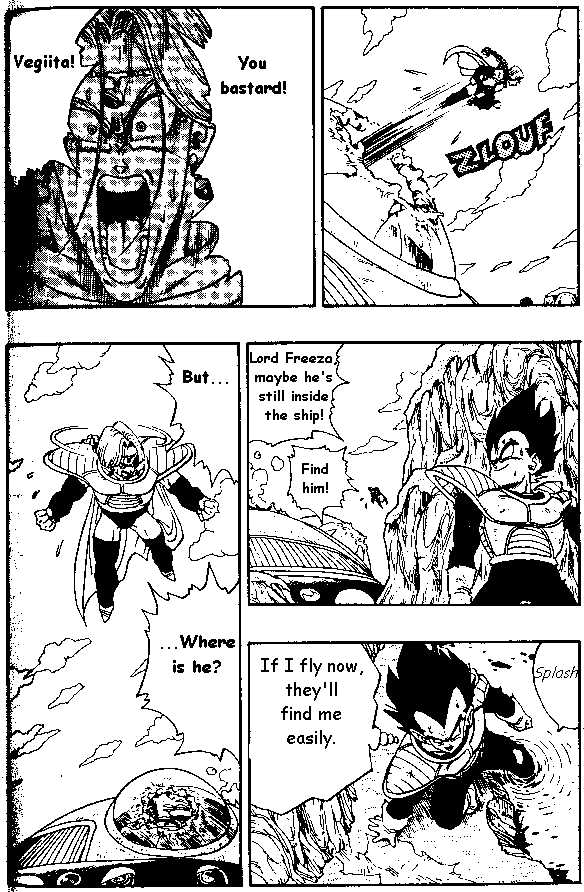 Vegiita!
You
bastard!
ZLOUF
But...
...Where
is he?
Lord Freeza,
maybe he's
still inside
the ship!
Find
him!
If I fly now,
they'll
find me
easily.
Splash